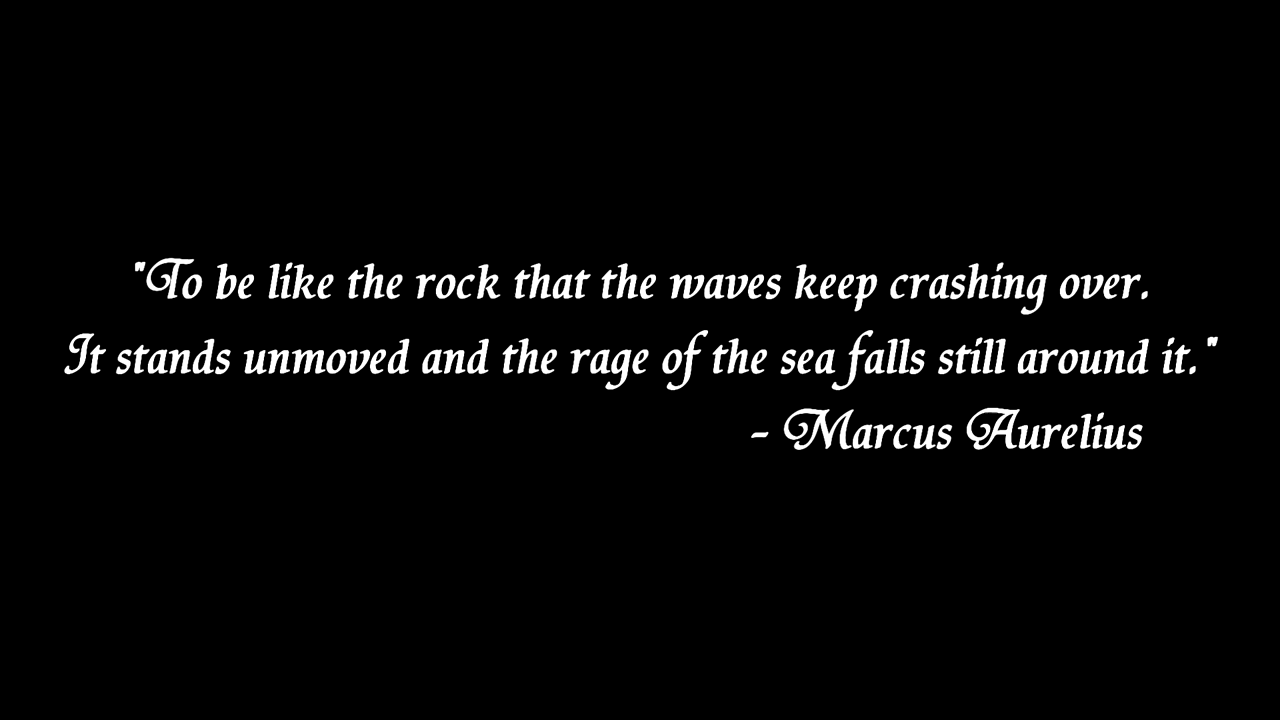 "To be like the rock that the waves keep crashing over.
It stands unmoved and the rage of the sea falls still around it."
- Marcus Aurelius